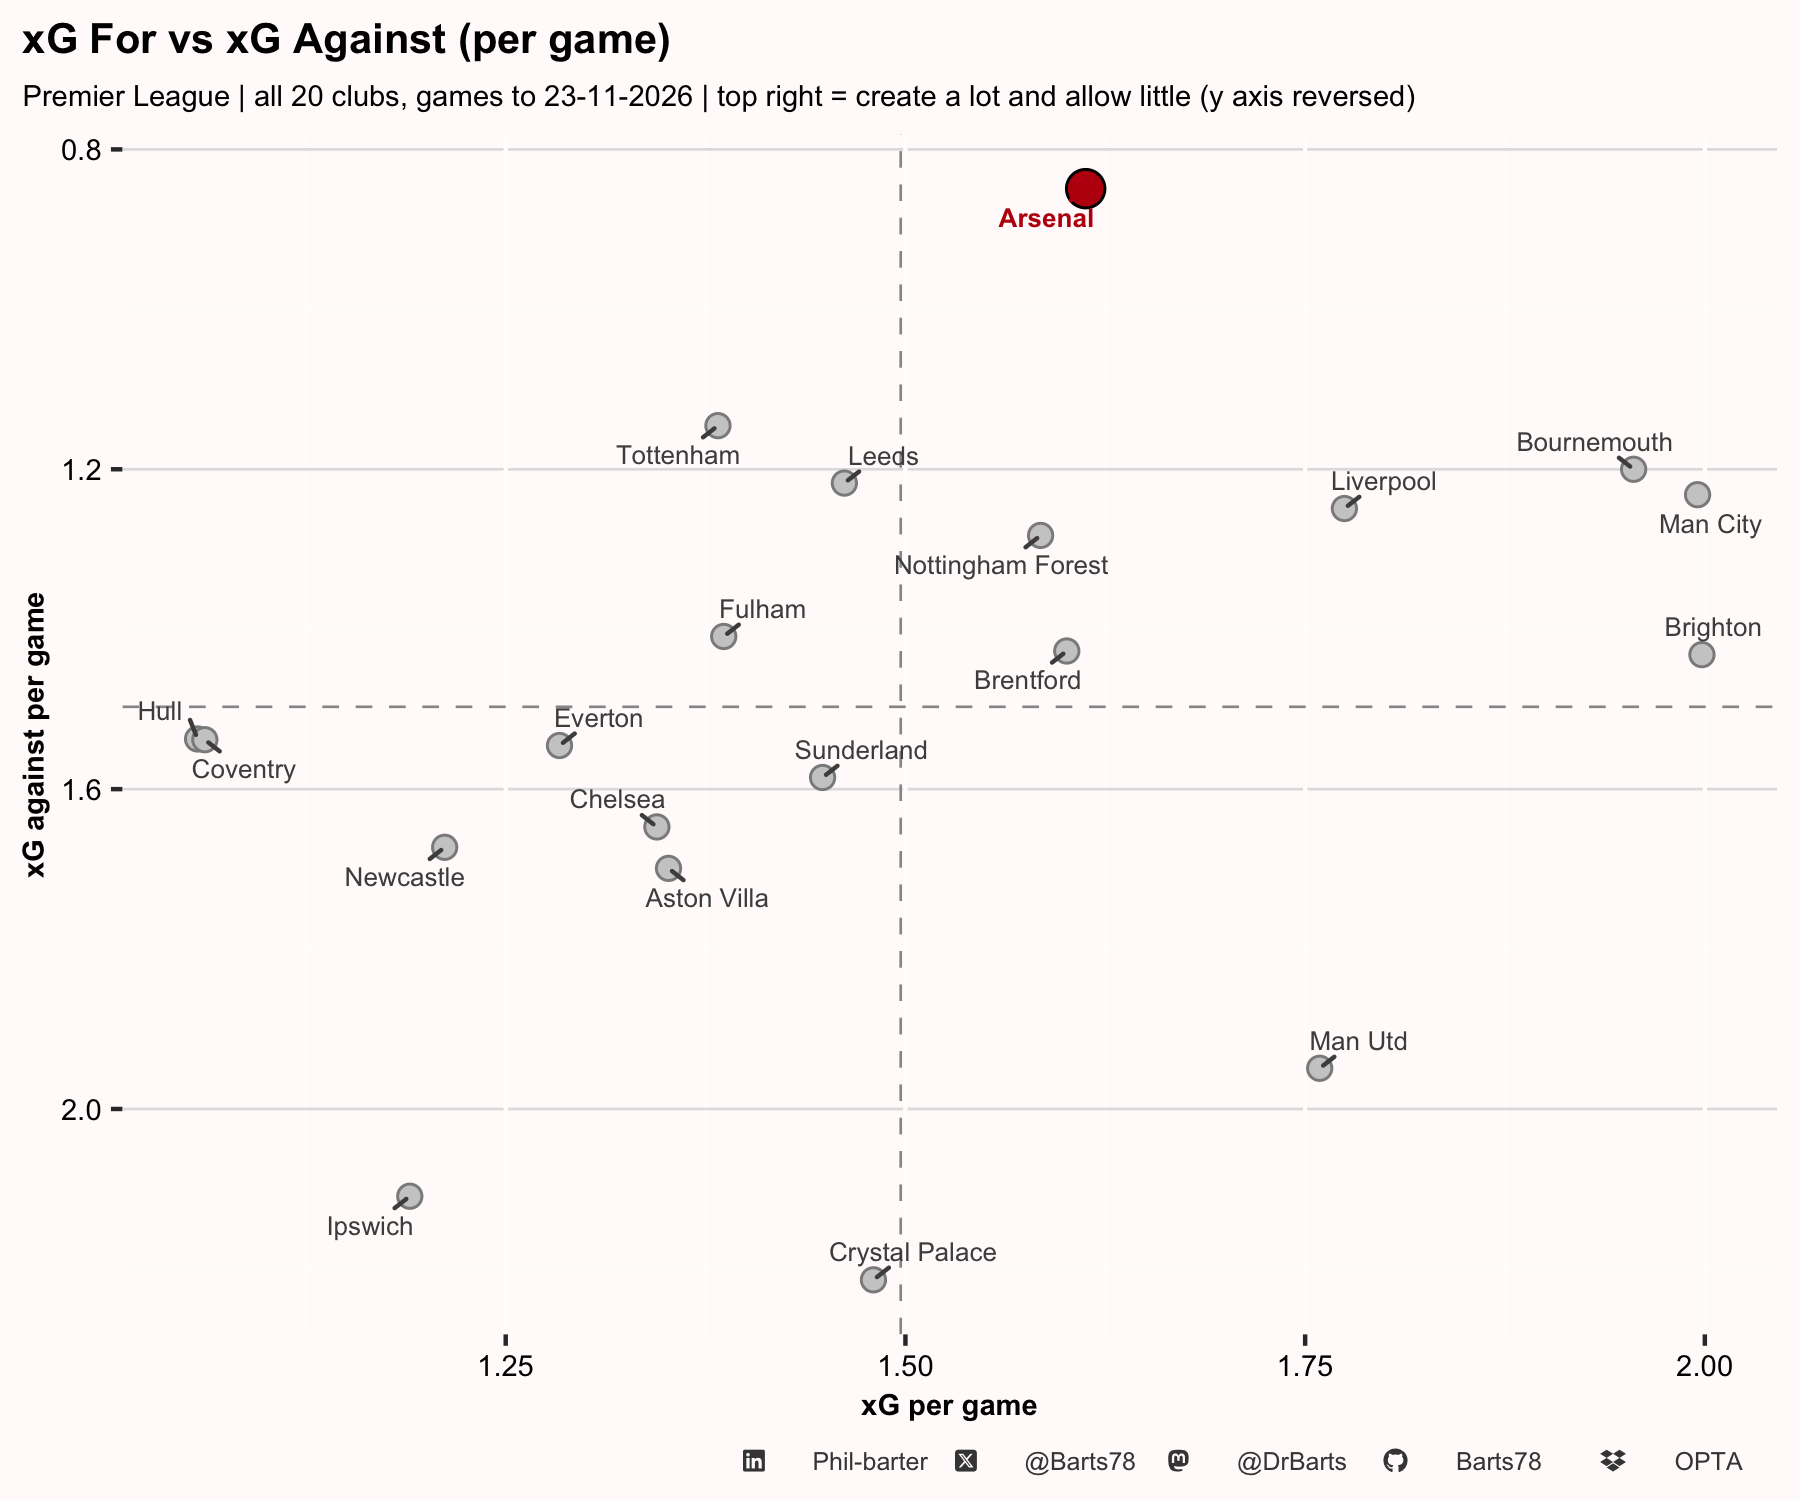 xG For vs xG Against (per game)
Premier League | all 20 clubs, games to 23-11-2026 | top right = create a lot and allow little (y axis reversed)
0.8
Arsenal
Tottenham
Leeds
1.2
Bournemouth
Liverpool
Man City
Nottingham Forest
Fulham
Brighton
Brentford
xG against per game
Hull
Everton
Coventry
Sunderland
1.6
Chelsea
Newcastle
Aston Villa
Man Utd
2.0
Ipswich
Crystal Palace
1.25 1.50 1.75 2.00
xG per game
Phil-barter @Barts78 @DrBarts Barts78 OPTA